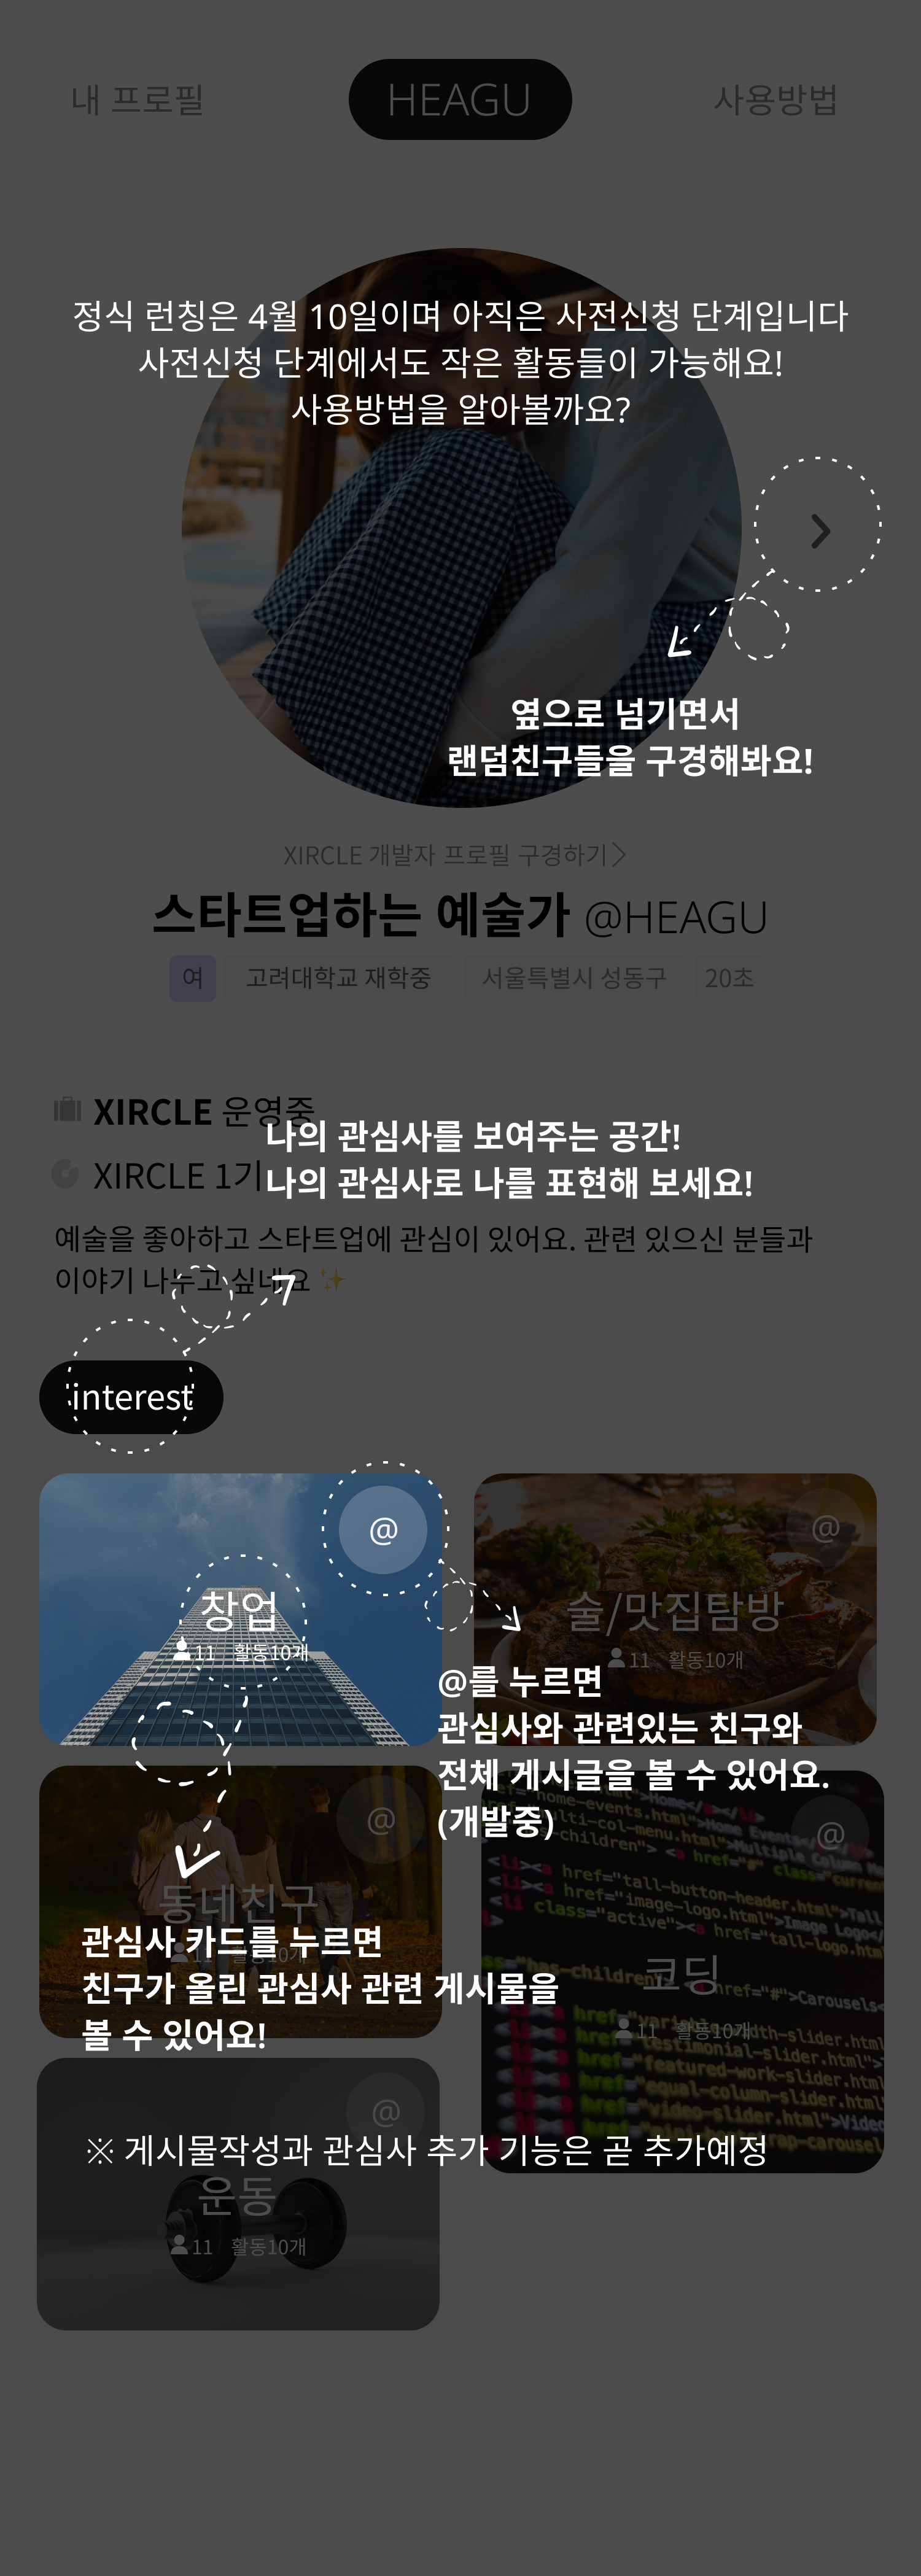 내 프로필
HEAGU
사용방법
정식 런칭은 4월 10일이며 아직은 사전신청 단계입니다
사전신청 단계에서도 작은 활동들이 가능해요!
사용방법을 알아볼까요?
옆으로 넘기면서
랜덤친구들을 구경해봐요!
XIRCLE 개발자 프로필 구경하기
스타트업하는 예술가 @HEAGU
여 고려대학교 재학중 서울특별시 성동구 20초
XIRCLE 운영중
나의 관심사를 보여주는 공간!
XIRCLE 1기
나의 관심사로 나를 표현해 보세요!
예술을 좋아하고 스타트업에 관심이 있어요. 관련 있으신 분들과
이야기 나누고 싶네요 ✨
interest
@
창업
11 활동10개
@
술/맛집탐방
11 활동10개
@를 누르면
관심사와 관련있는 친구와
전체 게시글을 볼 수 있어요.
(개발중)
@
동네친구
11 활동10개
관심사 카드를 누르면
친구가 올린 관심사 관련 게시물을
볼 수 있어요!
@
코딩
11 활동10개
@
※ 게시물작성과 관심사 추가 기능은 곧 추가예정
운동
11 활동10개